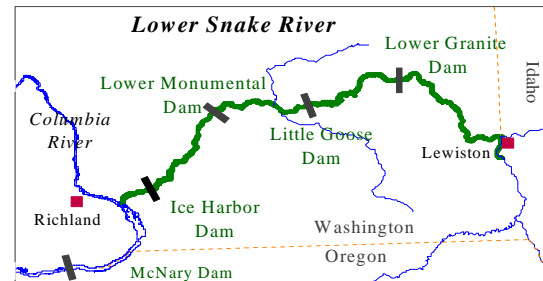 Lower Snake River
Lower Granite
Dam
Idaho
Lower Monumental
Dam
Columbia
River
Little Goose
Dam
Lewiston
Richland
Ice Harbor
Dam
Washington
Oregon
McNary Dam